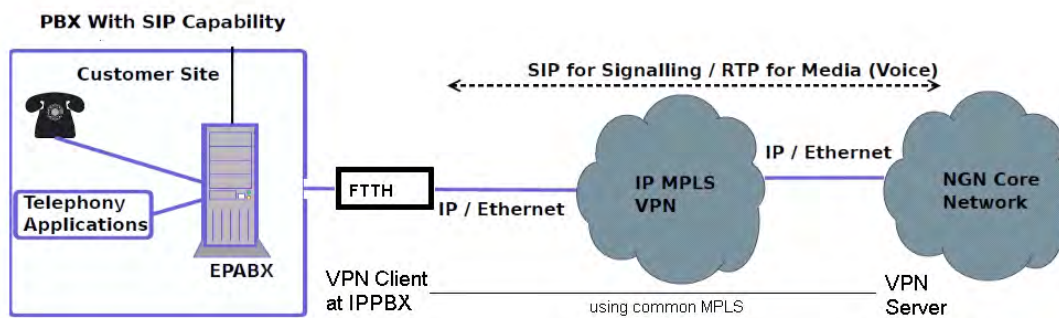 PBX With SIP Capability
Customer Site
Telephony
Applications
EPABX
FTTH
IP / Ethernet
SIP for Signalling / RTP for Media (Voice)
IP MPLS
VPN
IP / Ethernet
NGN Core
Network
VPN Client
at IPPBX
using common MPLS
VPN
Server